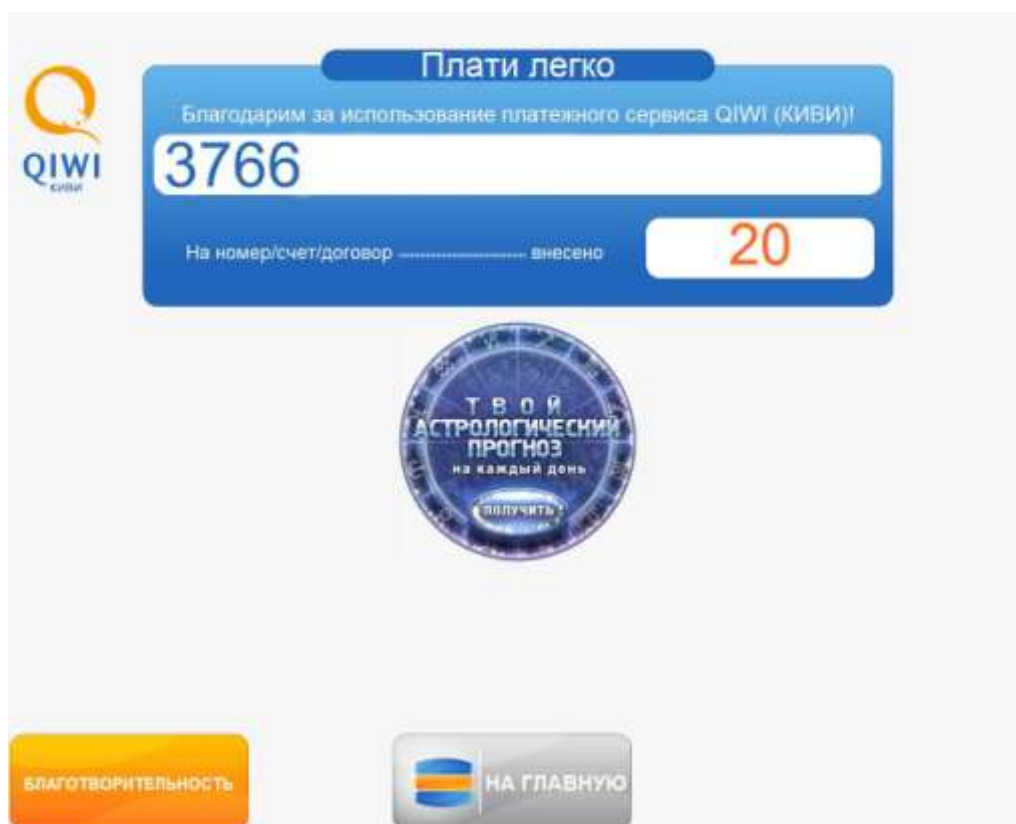 Плати легко
Благодарим за использование платежного сервиса QIWI (КИВИ)!
QIWI
КИВИ
3766
На номер/счет/договор ---------------------- внесено
20
ТВОЙ
АСТРОЛОГИЧЕСКИЙ
ПРОГНОЗ
на каждый день
ПОЛУЧИТЬ
БЛАГОТВОРИТЕЛЬНОСТЬ
НА ГЛАВНУЮ